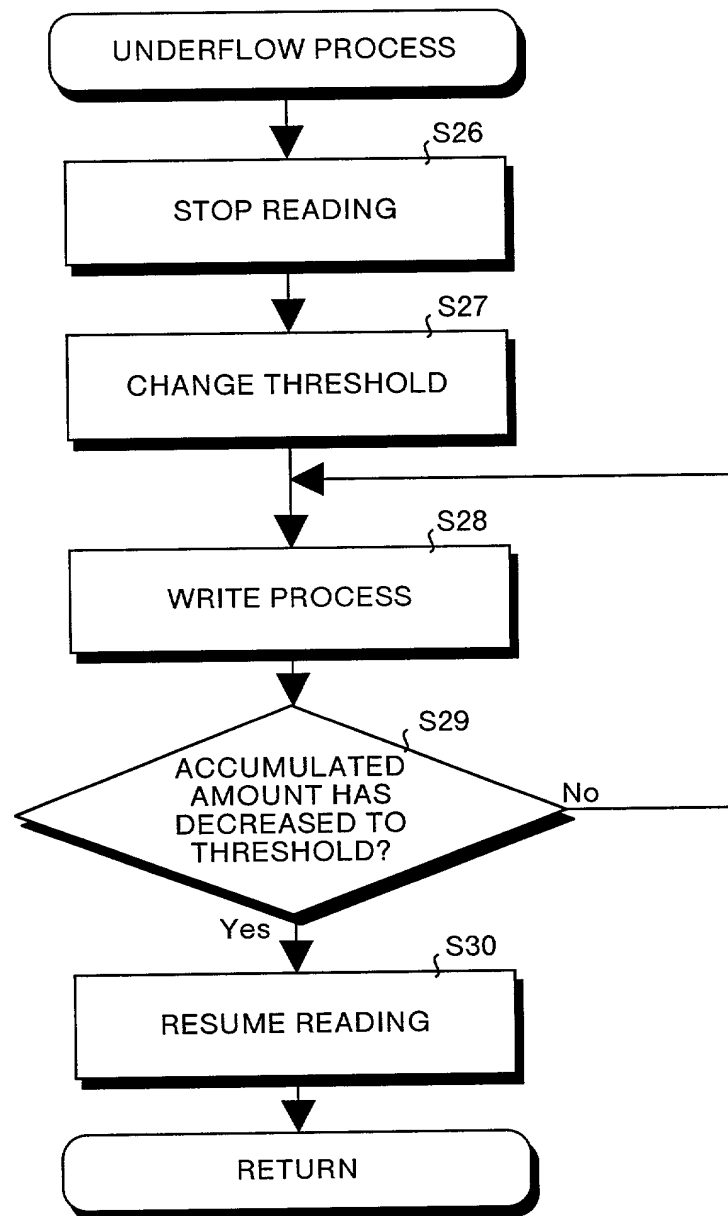 UNDERFLOW PROCESS
S26
STOP READING
S27
CHANGE THRESHOLD
S28
WRITE PROCESS
S29
ACCUMULATED
AMOUNT HAS
DECREASED TO
THRESHOLD?
No
Yes
S30
RESUME READING
RETURN